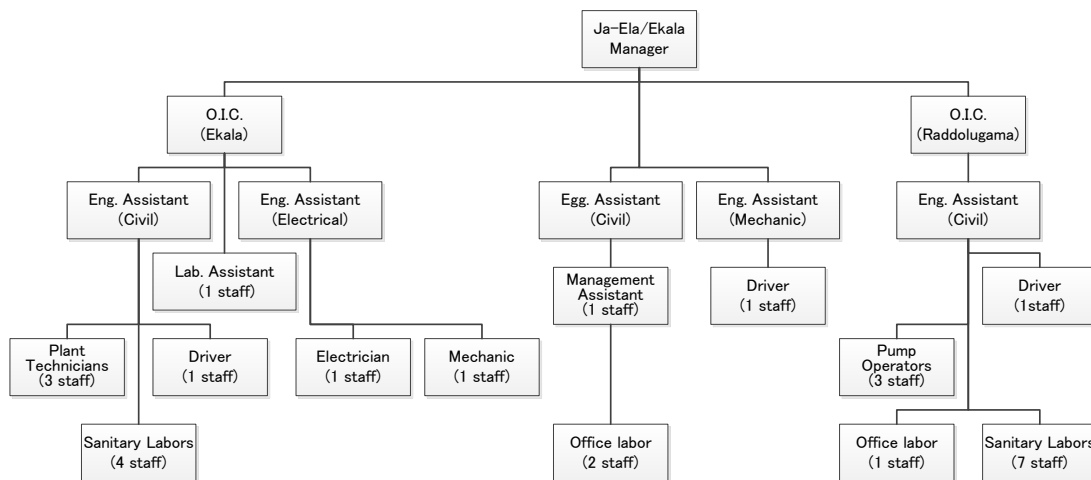 Ja-Ela/Ekala
Manager
O.I.C.
(Ekala)
O.I.C.
(Raddolugama)
Eng. Assistant
(Civil)
Eng. Assistant
(Electrical)
Egg. Assistant
(Civil)
Eng. Assistant
(Mechanic)
Eng. Assistant
(Civil)
Lab. Assistant
(1 staff)
Management
Assistant
(1 staff)
Driver
(1 staff)
Driver
(1staff)
Plant
Technicians
(3 staff)
Driver
(1 staff)
Electrician
(1 staff)
Mechanic
(1 staff)
Pump
Operators
(3 staff)
Sanitary Labors
(4 staff)
Office labor
(2 staff)
Office labor
(1 staff)
Sanitary Labors
(7 staff)